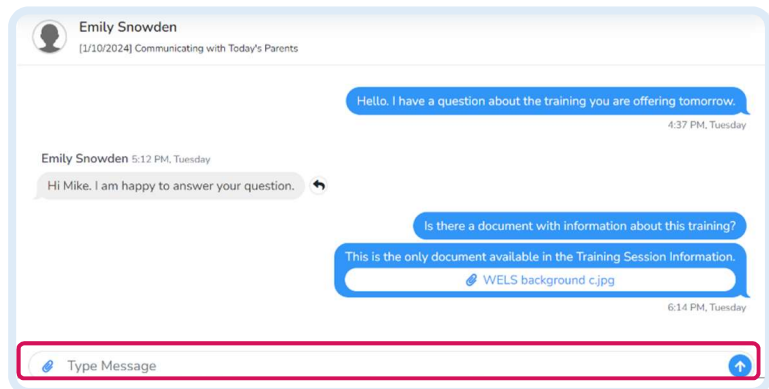 Emily Snowden
[1/10/2024] Communicating with Today's Parents
Hello. I have a question about the training you are offering tomorrow.
4:37 PM, Tuesday
Emily Snowden 5:12 PM, Tuesday
Hi Mike. I am happy to answer your question.
Is there a document with information about this training?
This is the only document available in the Training Session Information.
WELS background c.jpg
6:14 PM, Tuesday
Type Message